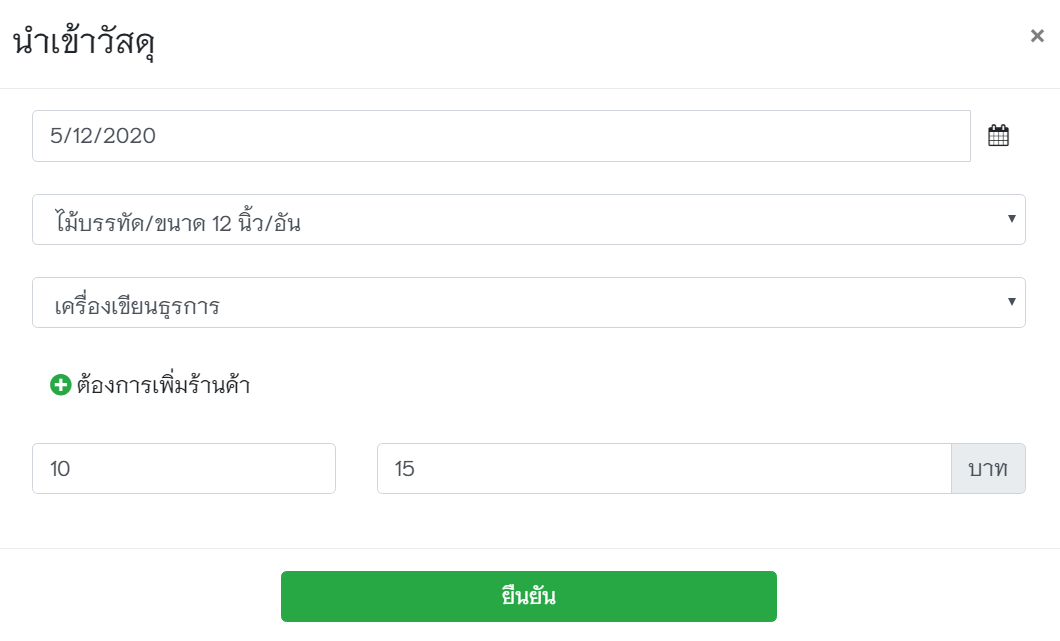 นำเข้าวัสดุ ×
5/12/2020
ไม้บรรทัด/ขนาด 12 นิ้ว/อัน
เครื่องเขียนธุรการ
ต้องการเพิ่มร้านค้า
10 15 บาท
ยืนยัน